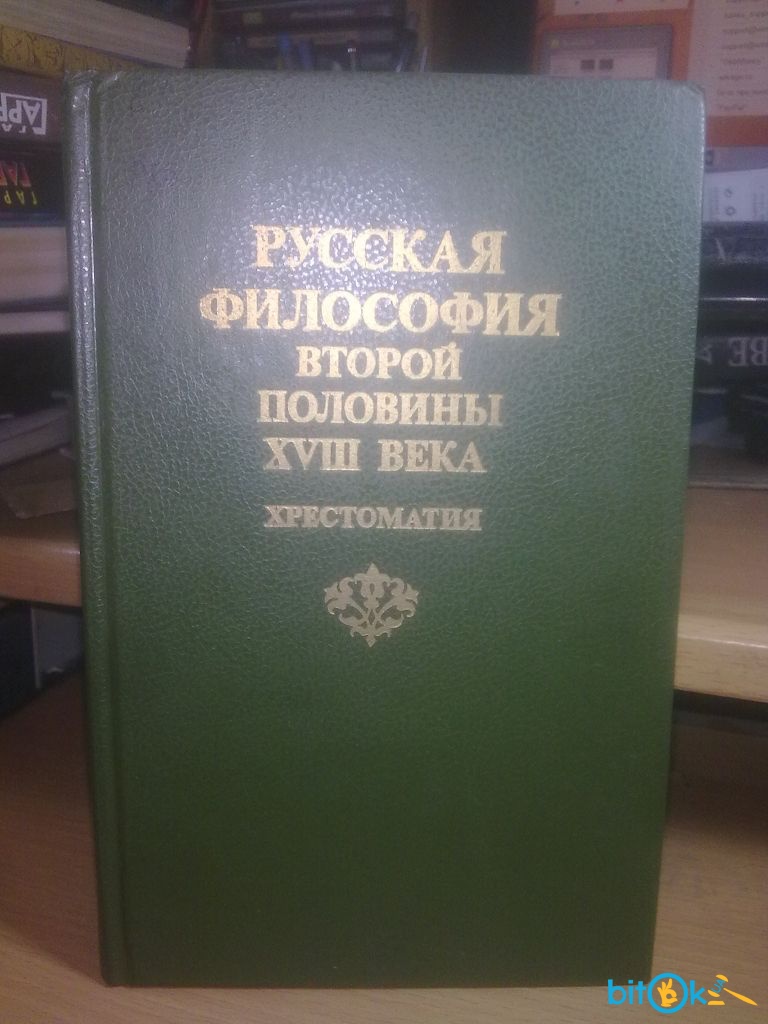 РУССКАЯ
ФИЛОСОФИЯ
ВТОРОЙ
ПОЛОВИНЫ
XVIII ВЕКА
ХРЕСТОМАТИЯ
bitOk